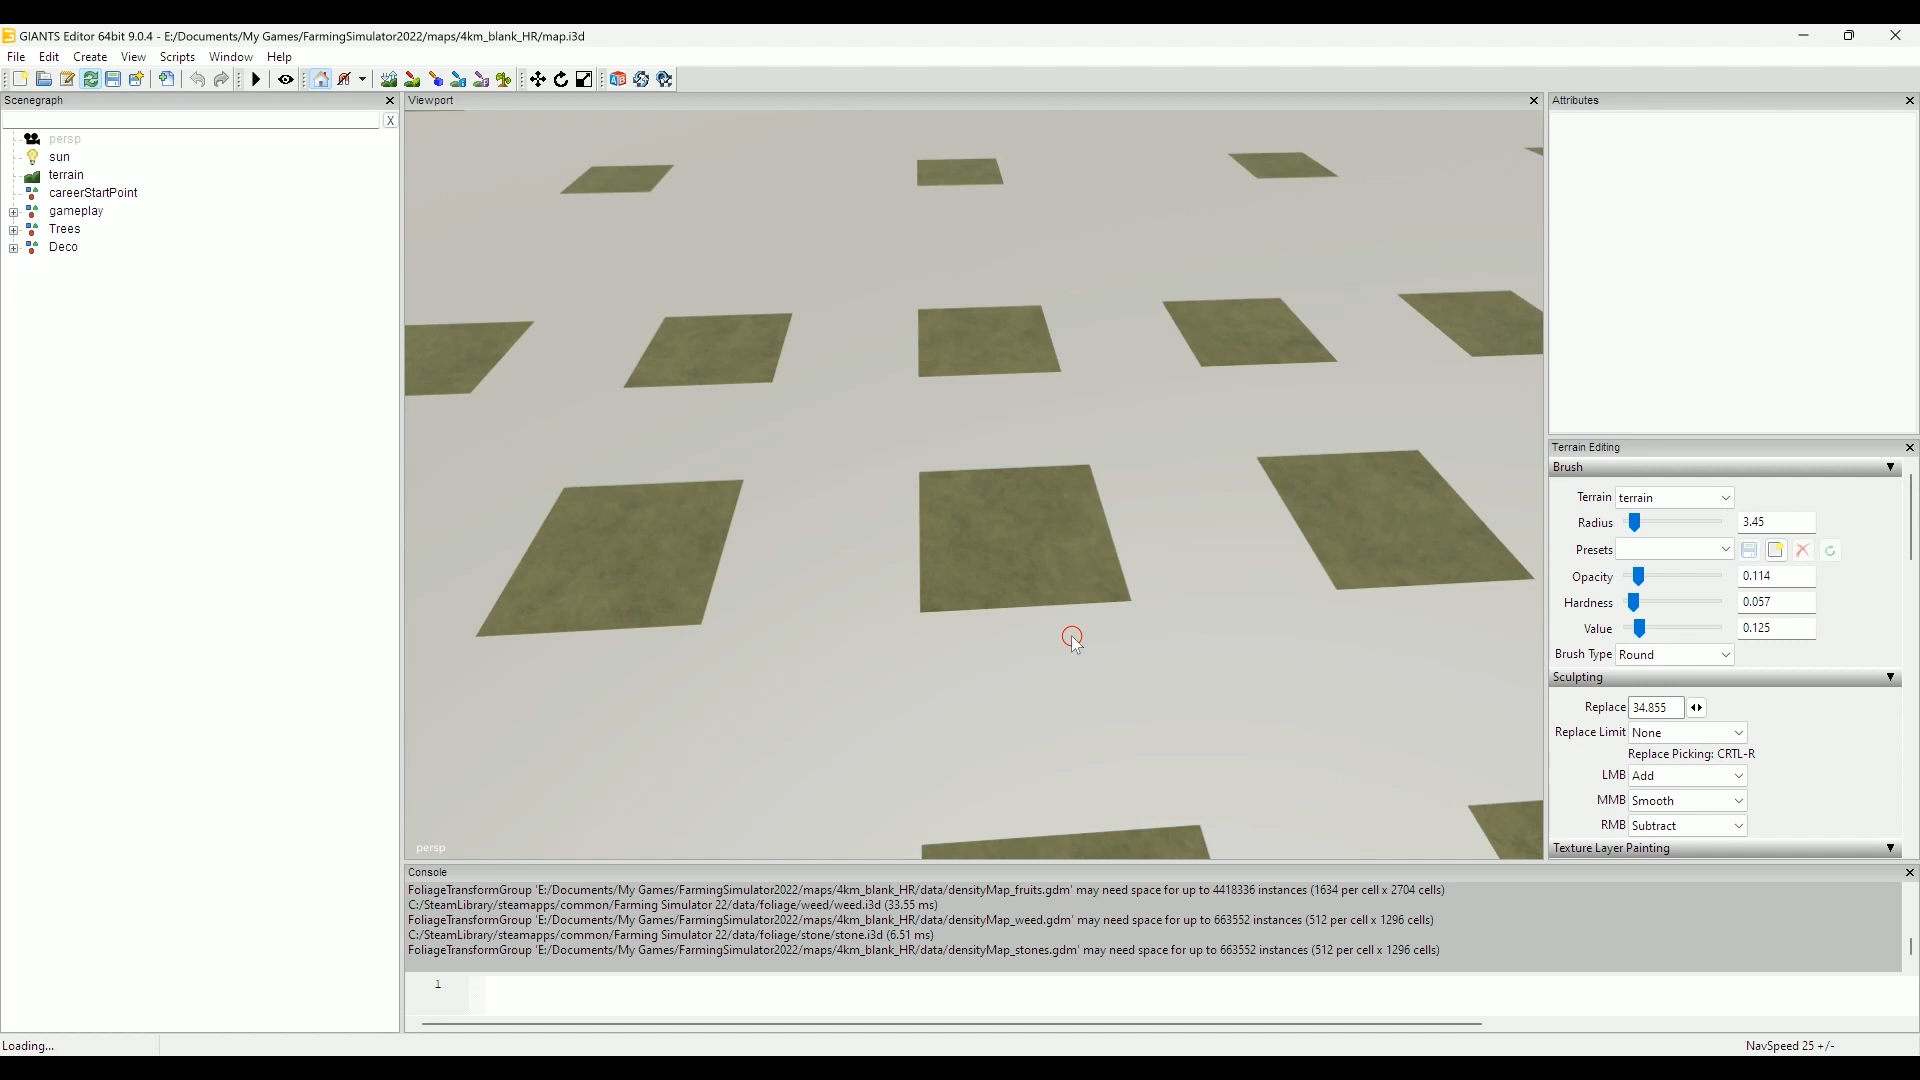 GIANTS Editor 64bit 9.0.4 - E:/Documents/My Games/FarmingSimulator2022/maps/4km_blank_HR/map.i3d
File Edit Create View Scripts Window Help
Scenegraph
X
persp
sun
terrain
careerStartPoint
gameplay
Trees
Deco
Viewport
persp
Attributes
Terrain Editing
Brush
Terrain terrain
Radius 3.45
Presets
Opacity 0.114
Hardness 0.057
Value 0.125
Brush Type Round
Sculpting
Replace 34.855
Replace Limit None
Replace Picking: CRTL-R
LMB Add
MMB Smooth
RMB Subtract
Texture Layer Painting
Console
FoliageTransformGroup 'E:/Documents/My Games/FarmingSimulator2022/maps/4km_blank_HR/data/densityMap_fruits.gdm' may need space for up to 4418336 instances (1634 per cell x 2704 cells)
C:/SteamLibrary/steamapps/common/Farming Simulator 22/data/foliage/weed/weed.i3d (33.55 ms)
FoliageTransformGroup 'E:/Documents/My Games/FarmingSimulator2022/maps/4km_blank_HR/data/densityMap_weed.gdm' may need space for up to 663552 instances (512 per cell x 1296 cells)
C:/SteamLibrary/steamapps/common/Farming Simulator 22/data/foliage/stone/stone.i3d (6.51 ms)
FoliageTransformGroup 'E:/Documents/My Games/FarmingSimulator2022/maps/4km_blank_HR/data/densityMap_stones.gdm' may need space for up to 663552 instances (512 per cell x 1296 cells)
1
Loading...
NavSpeed 25 +/-